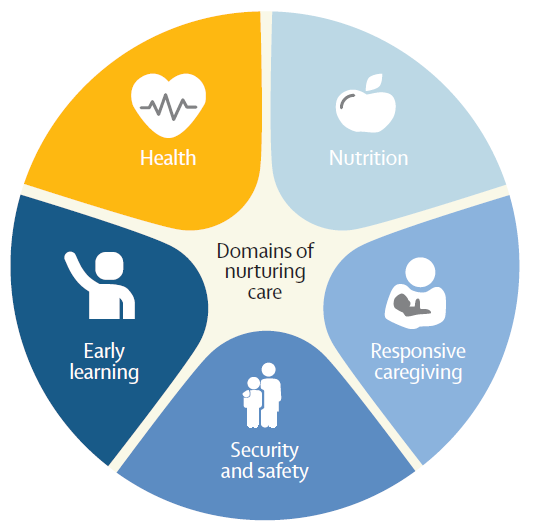 Health
Nutrition
Domains of
nurturing
care
Early
learning
Responsive
caregiving
Security
and safety